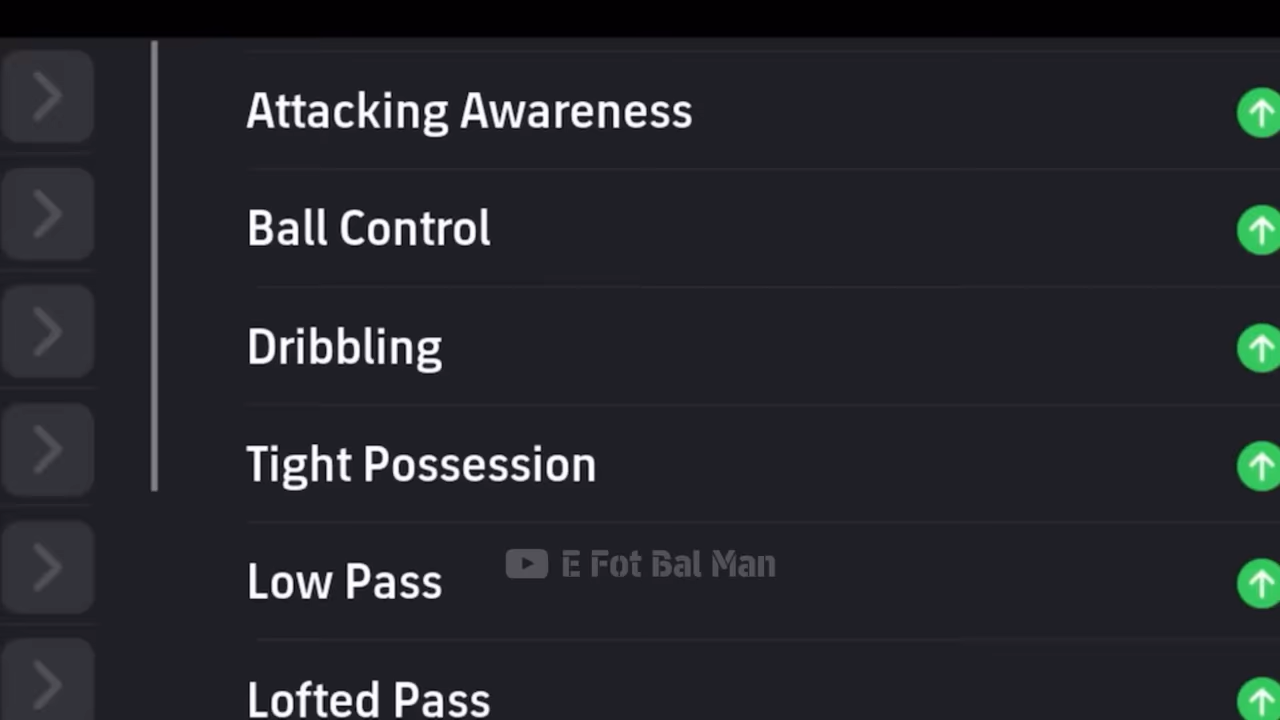 Attacking Awareness
Ball Control
Dribbling
Tight Possession
Low Pass
E Fot Bal Man
Lofted Pass